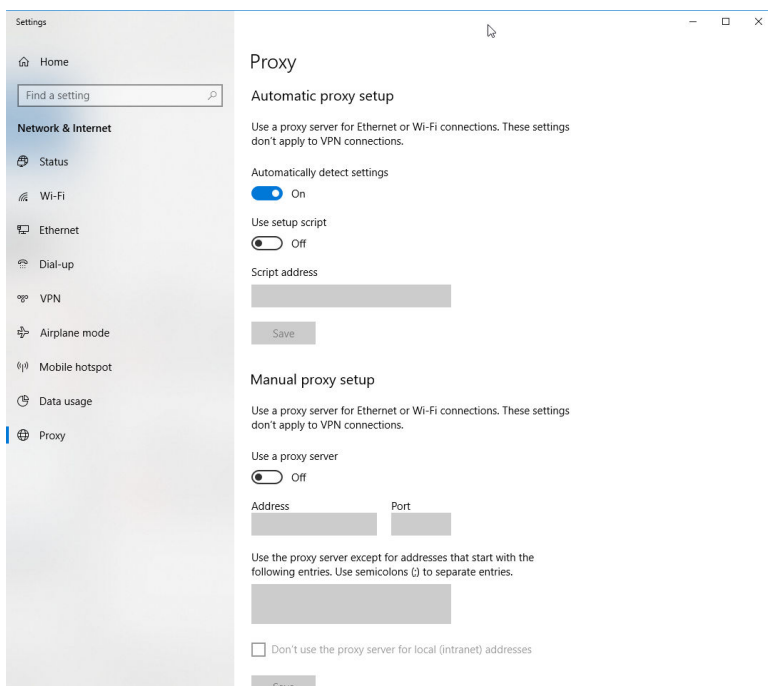 Settings
Home
Find a setting
Network & Internet
Status
Wi-Fi
Ethernet
Dial-up
VPN
Airplane mode
Mobile hotspot
Data usage
Proxy
Proxy
Automatic proxy setup
Use a proxy server for Ethernet or Wi-Fi connections. These settings
don't apply to VPN connections.
Automatically detect settings
On
Use setup script
Off
Script address
Save
Manual proxy setup
Use a proxy server for Ethernet or Wi-Fi connections. These settings
don't apply to VPN connections.
Use a proxy server
Off
Address Port
Use the proxy server except for addresses that start with the
following entries. Use semicolons (;) to separate entries.
Don't use the proxy server for local (intranet) addresses
Save